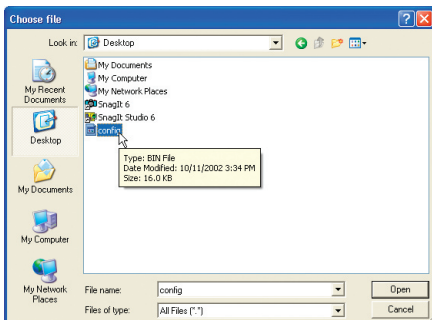 Choose file
Look in:
Desktop
My Recent
Documents
Desktop
My Documents
My Computer
My Network
Places
My Documents
My Computer
My Network Places
SnagIt 6
SnagIt Studio 6
config
Type: BIN File
Date Modified: 10/11/2002 3:34 PM
Size: 16.0 KB
File name:
config
Open
Files of type:
All Files (*.*)
Cancel